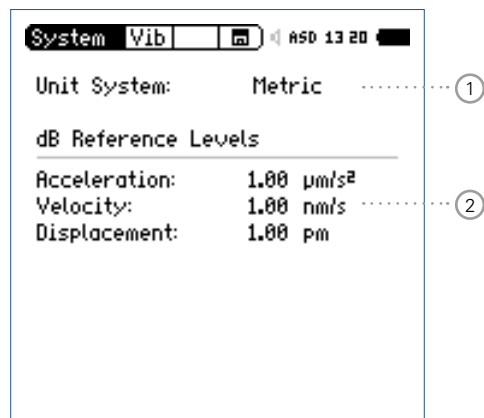 System Vib ASD 13 20
Unit System: Metric 1
dB Reference Levels
Acceleration: 1.00 µm/s²
Velocity: 1.00 nm/s 2
Displacement: 1.00 pm